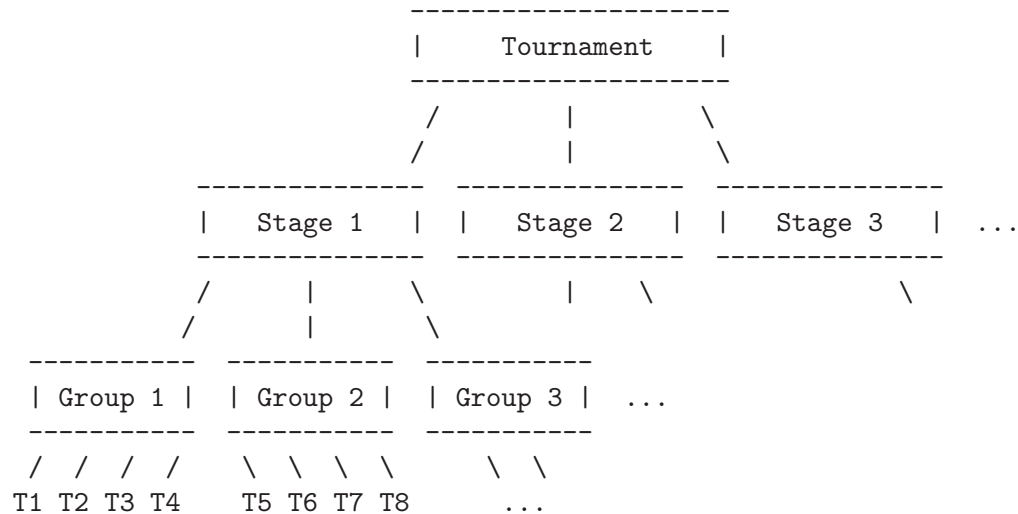 Tournament
Stage 1 Stage 2 Stage 3 ...
Group 1 Group 2 Group 3 ...
T1 T2 T3 T4 T5 T6 T7 T8 ...